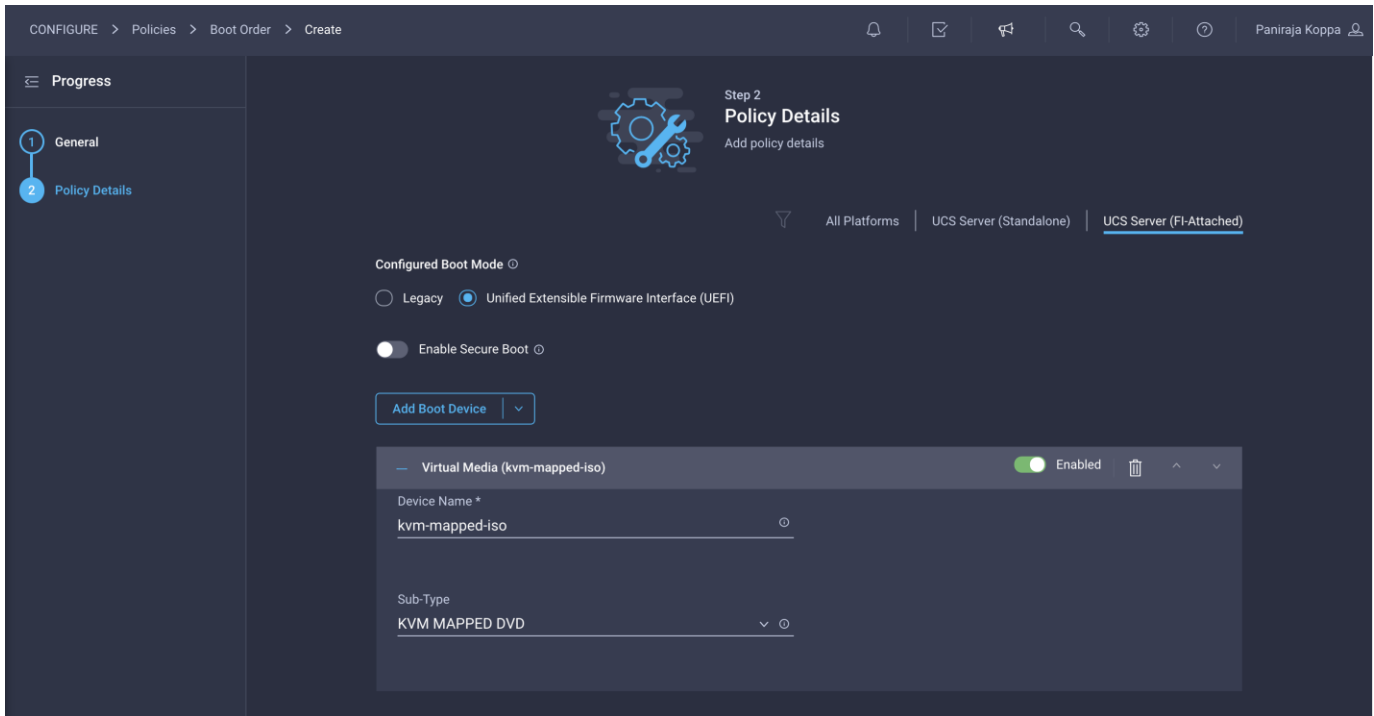 CONFIGURE > Policies > Boot Order > Create
Paniraja Koppa
Progress
1 General
2 Policy Details
Step 2
Policy Details
Add policy details
All Platforms | UCS Server (Standalone) | UCS Server (FI-Attached)
Configured Boot Mode
Legacy Unified Extensible Firmware Interface (UEFI)
Enable Secure Boot
Add Boot Device
Virtual Media (kvm-mapped-iso) Enabled
Device Name *
kvm-mapped-iso
Sub-Type
KVM MAPPED DVD